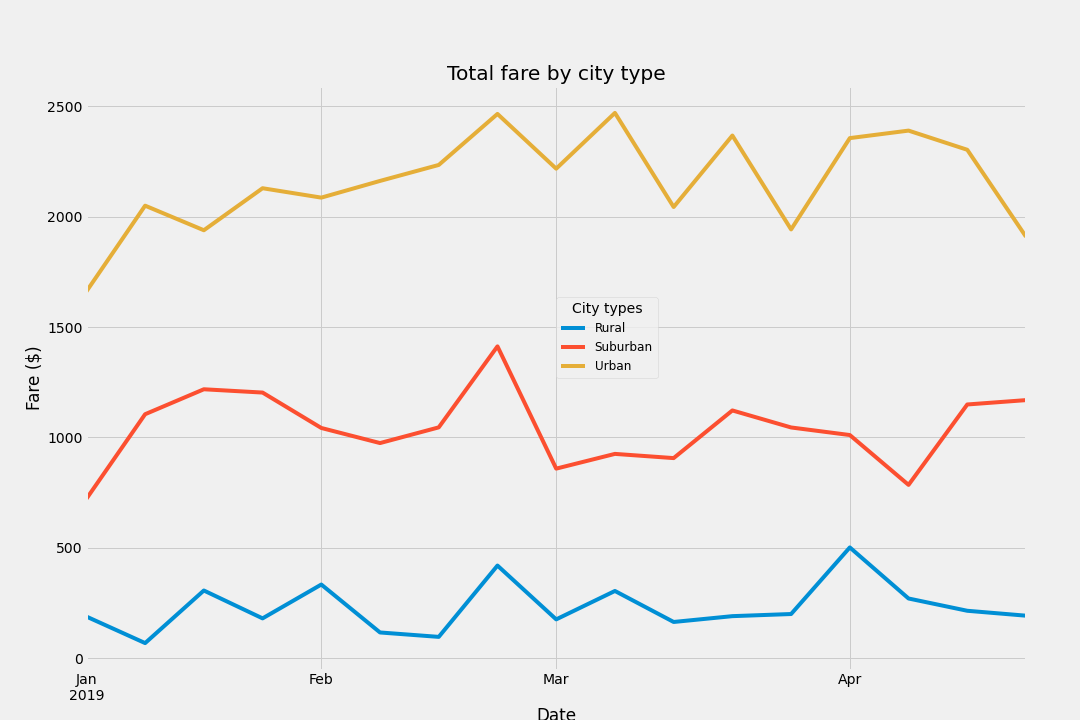 Total fare by city type
Fare ($)
2500
2000
1500
1000
500
0
City types
Rural
Suburban
Urban
Jan
2019
Feb
Mar
Apr
Date